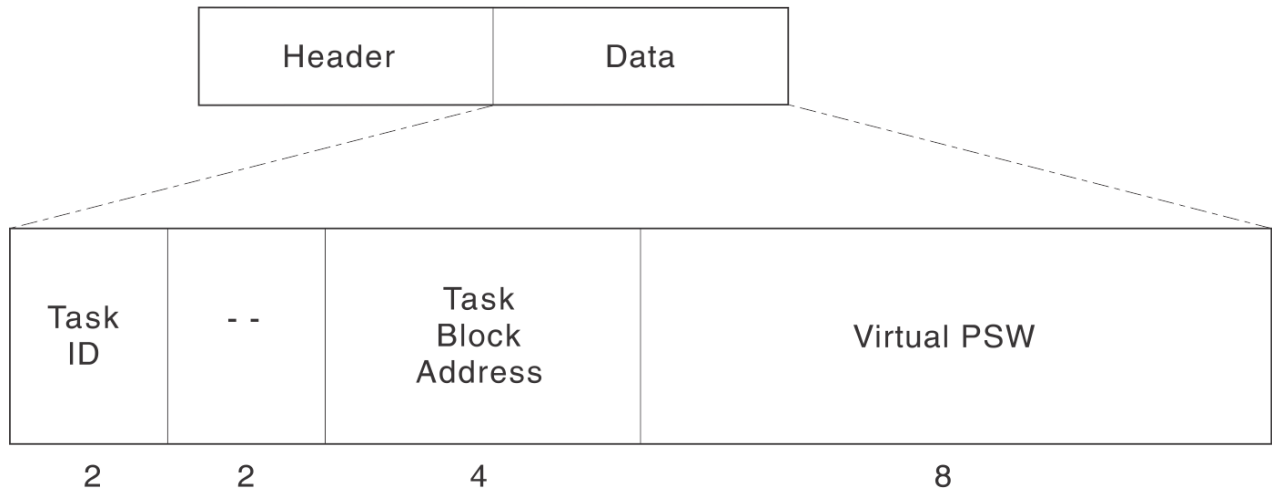 Header
Data
Task
ID
- -
Task
Block
Address
Virtual PSW
2
2
4
8